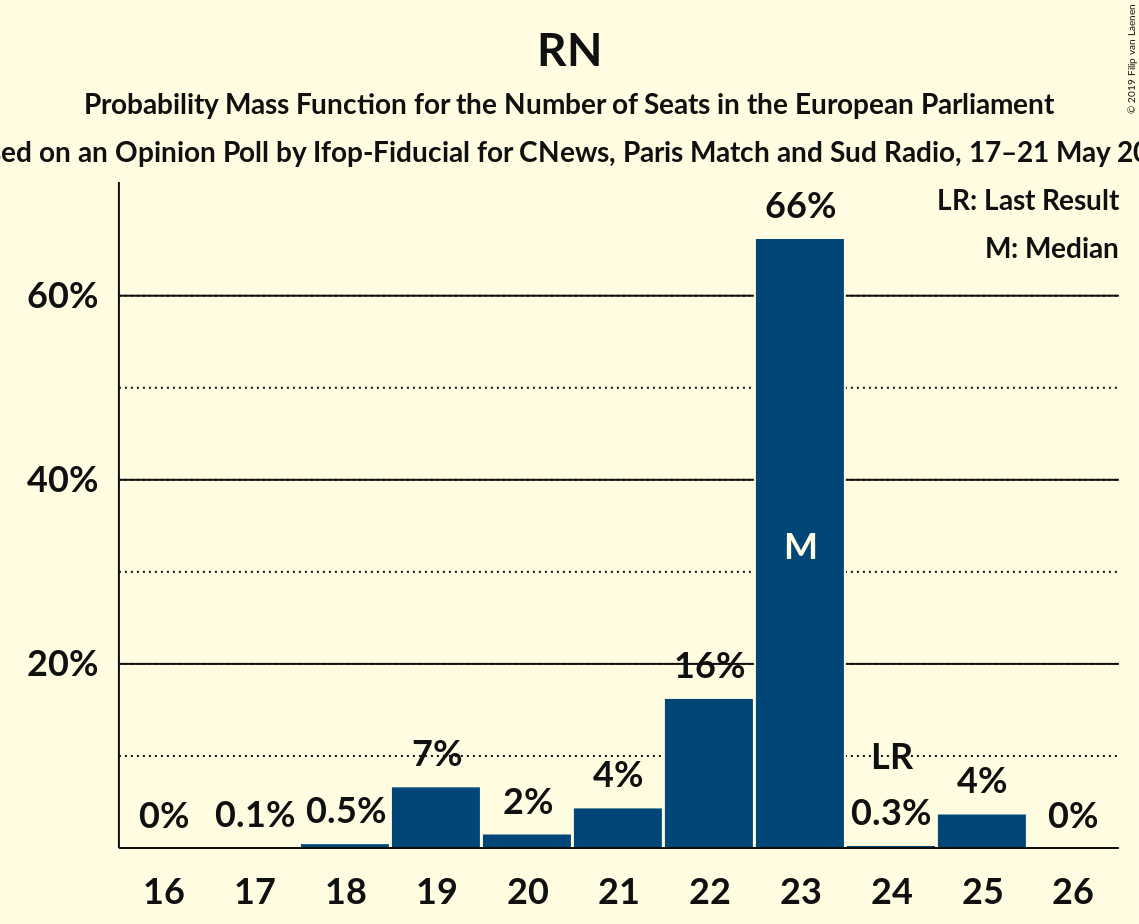 RN
Probability Mass Function for the Number of Seats in the European Parliament
on an Opinion Poll by Ifop-Fiducial for CNews, Paris Match and Sud Radio, 17–21 May
© 2019 Filip van Laenen
LR: Last Result
M: Median
66%
60%
40%
M
20%
16%
7%
LR
4%
4%
2%
0%
0.1%
0.5%
0.3%
0%
16 17 18 19 20 21 22 23 24 25 26